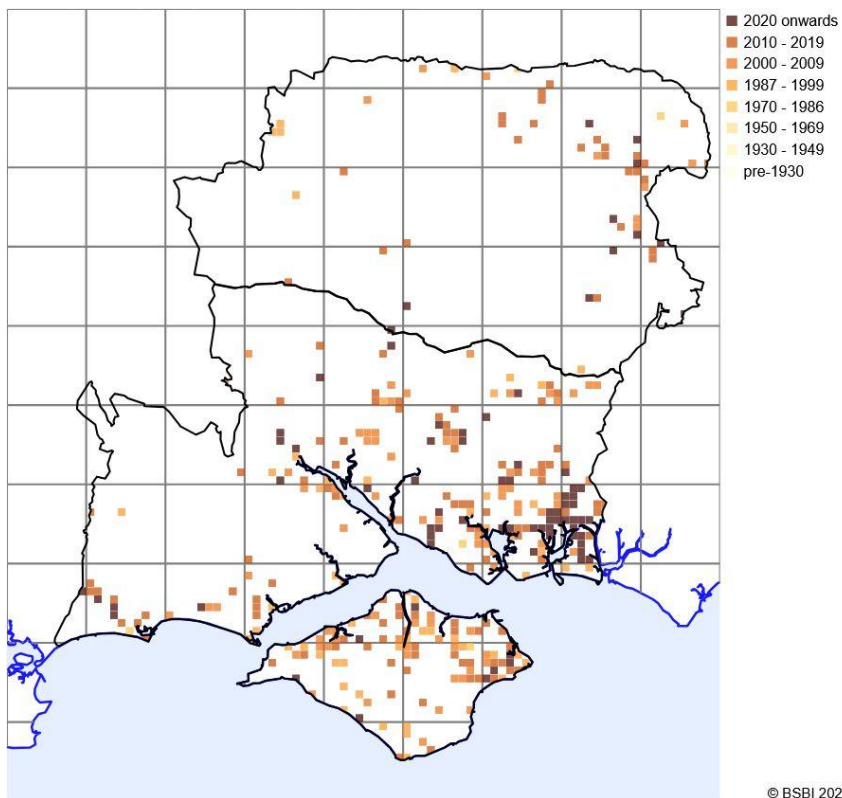 2020 onwards
2010 - 2019
2000 - 2009
1987 - 1999
1970 - 1986
1950 - 1969
1930 - 1949
pre-1930
© BSBI 202